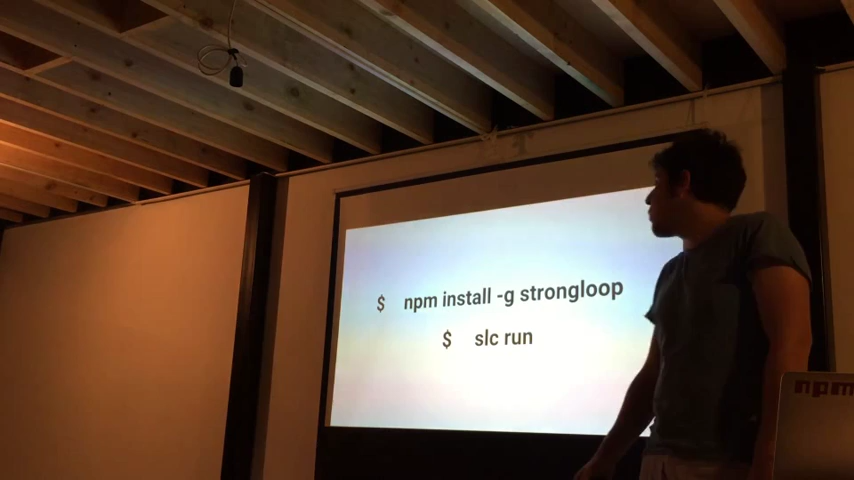 $ npm install -g strongloop
$ slc run
npm